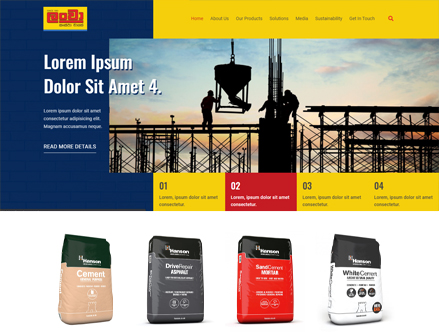 ලංවා
Home About Us Our Products Solutions Media Sustainability Get In Touch
Lorem Ipsum
Dolor Sit Amet 4.
Lorem ipsum dolor sit amet
consectetur adipisicing elit.
Magnam accusamus neque.
READ MORE DETAILS
01
Lorem, ipsum dolor sit amet
consectetur.
02
Lorem, ipsum dolor sit amet
consectetur.
03
Lorem, ipsum dolor sit amet
consectetur.
04
Lorem, ipsum dolor sit amet
consectetur.
Hanson
Cement
Hanson
DriveRepair
ASPHALT
Hanson
SandCement
MORTAR
Hanson
WhiteCement